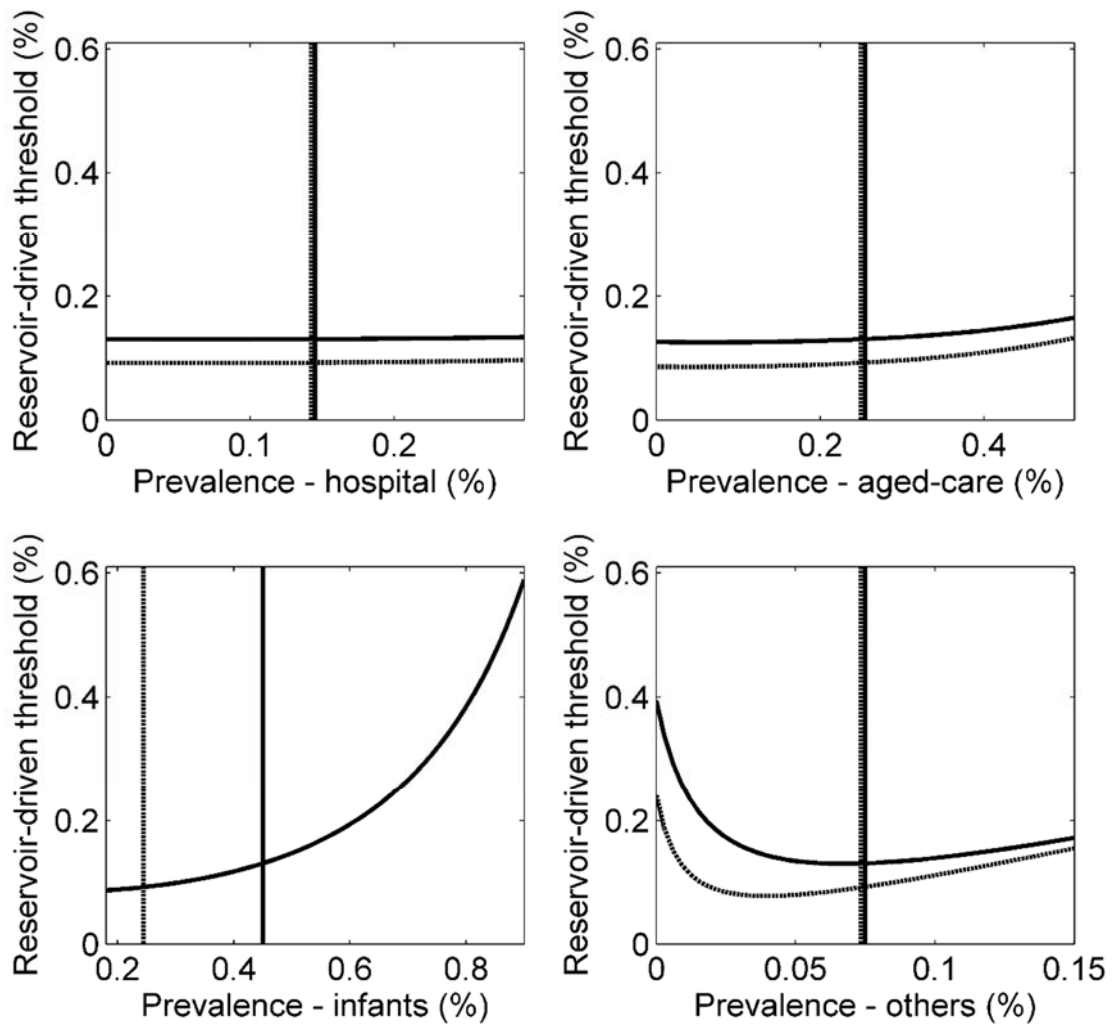 Reservoir-driven threshold (%)
0.6
0.4
0.2
0
0 0.1 0.2
Prevalence - hospital (%)
Reservoir-driven threshold (%)
0.6
0.4
0.2
0
0 0.2 0.4
Prevalence - aged-care (%)
Reservoir-driven threshold (%)
0.6
0.4
0.2
0
0.2 0.4 0.6 0.8
Prevalence - infants (%)
Reservoir-driven threshold (%)
0.6
0.4
0.2
0
0 0.05 0.1 0.15
Prevalence - others (%)